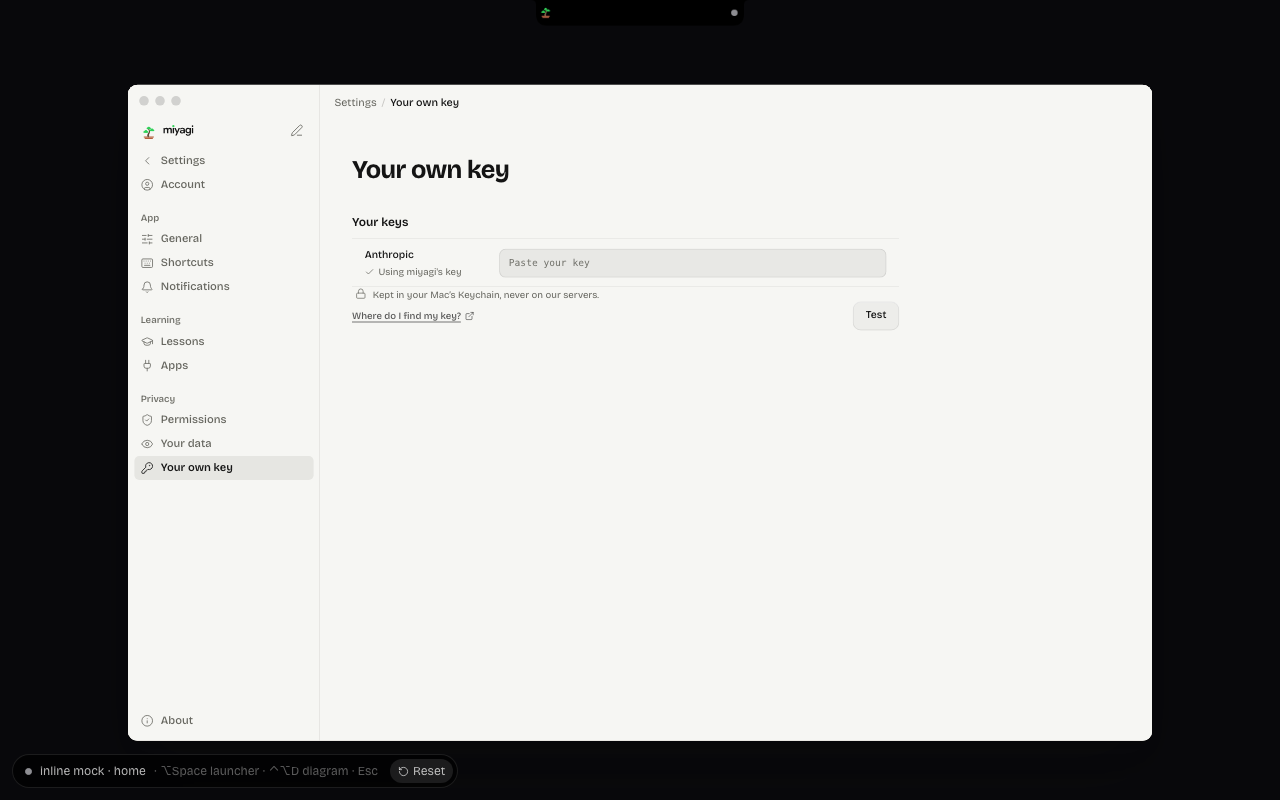 Settings / Your own key
miyagi
Settings
Account
App
General
Shortcuts
Notifications
Learning
Lessons
Apps
Privacy
Permissions
Your data
Your own key
About
Your own key
Your keys
Anthropic
Using miyagi's key
Paste your key
Kept in your Mac's Keychain, never on our servers.
Where do I find my key?
Test
inline mock · home · ⌥Space launcher · ^⌥D diagram · Esc
Reset